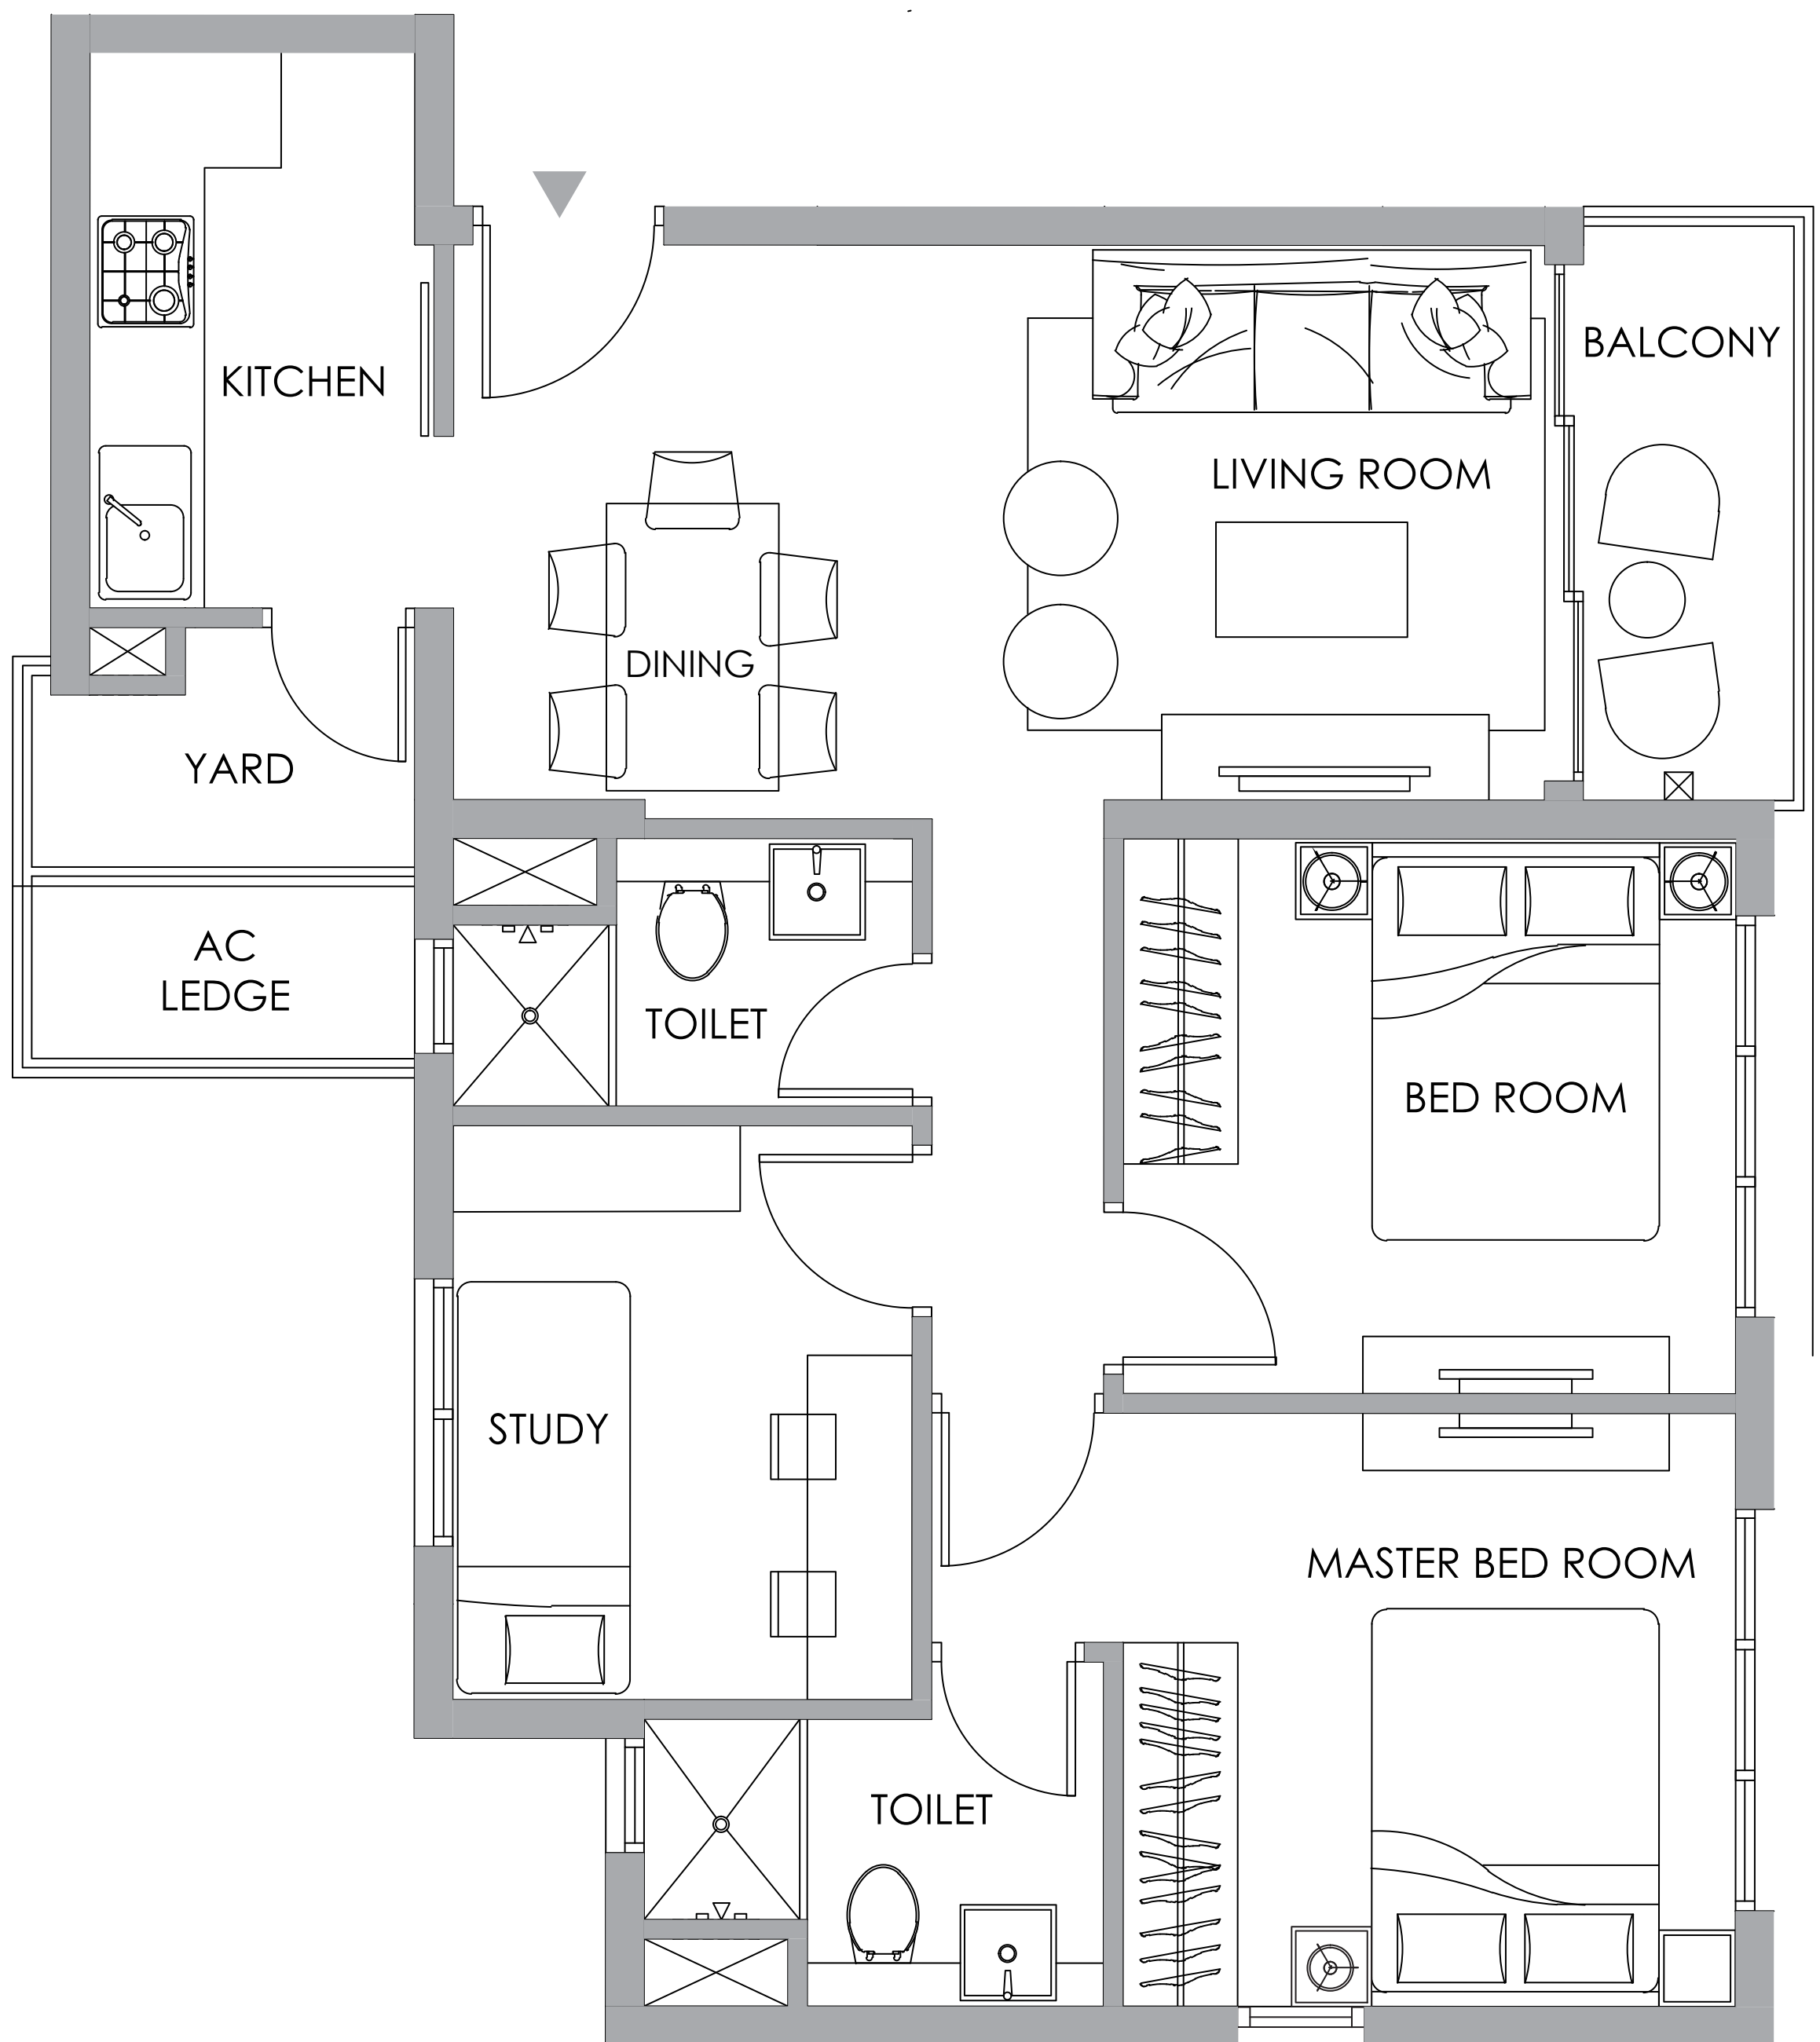 BALCONY
KITCHEN
LIVING ROOM
DINING
YARD
AC
LEDGE
TOILET
BED ROOM
STUDY
MASTER BED ROOM
TOILET